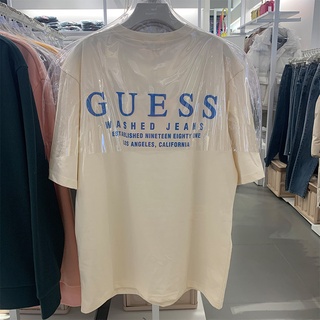 GUESS
WASHED JEANS
ESTABLISHED NINETEEN EIGHTY ONE
LOS ANGELES, CALIFORNIA